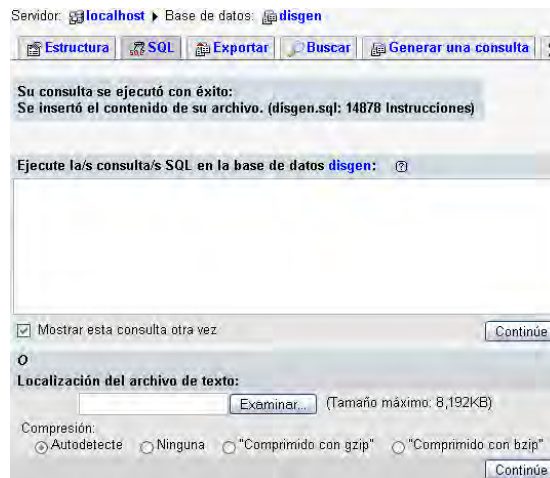 Servidor: localhost ▸ Base de datos: disgen
Estructura SQL Exportar Buscar Generar una consulta
Su consulta se ejecutó con éxito:
Se insertó el contenido de su archivo. (disgen.sql: 14878 Instrucciones)
Ejecute la/s consulta/s SQL en la base de datos disgen:
Mostrar esta consulta otra vez Continúe
O
Localización del archivo de texto:
Examinar... (Tamaño máximo: 8,192KB)
Compresión:
Autodetecte Ninguna "Comprimido con gzip" "Comprimido con bzip"
Continúe